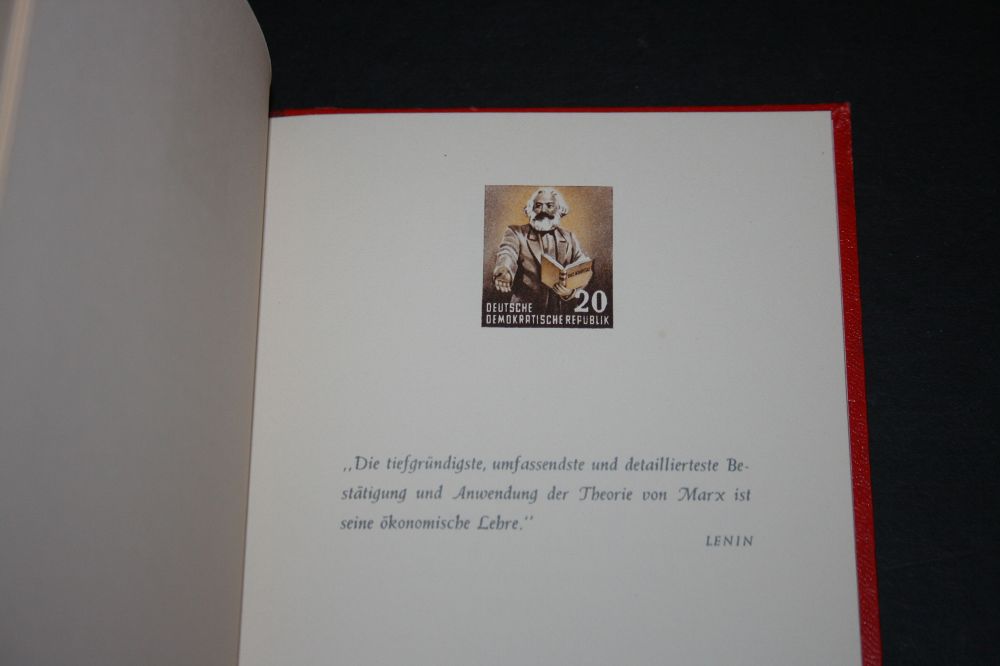 20
DEUTSCHE
DEMOKRATISCHE REPUBLIK
„Die tiefgründigste, umfassendste und detaillierteste Be-
stätigung und Anwendung der Theorie von Marx ist
seine ökonomische Lehre.“
LENIN